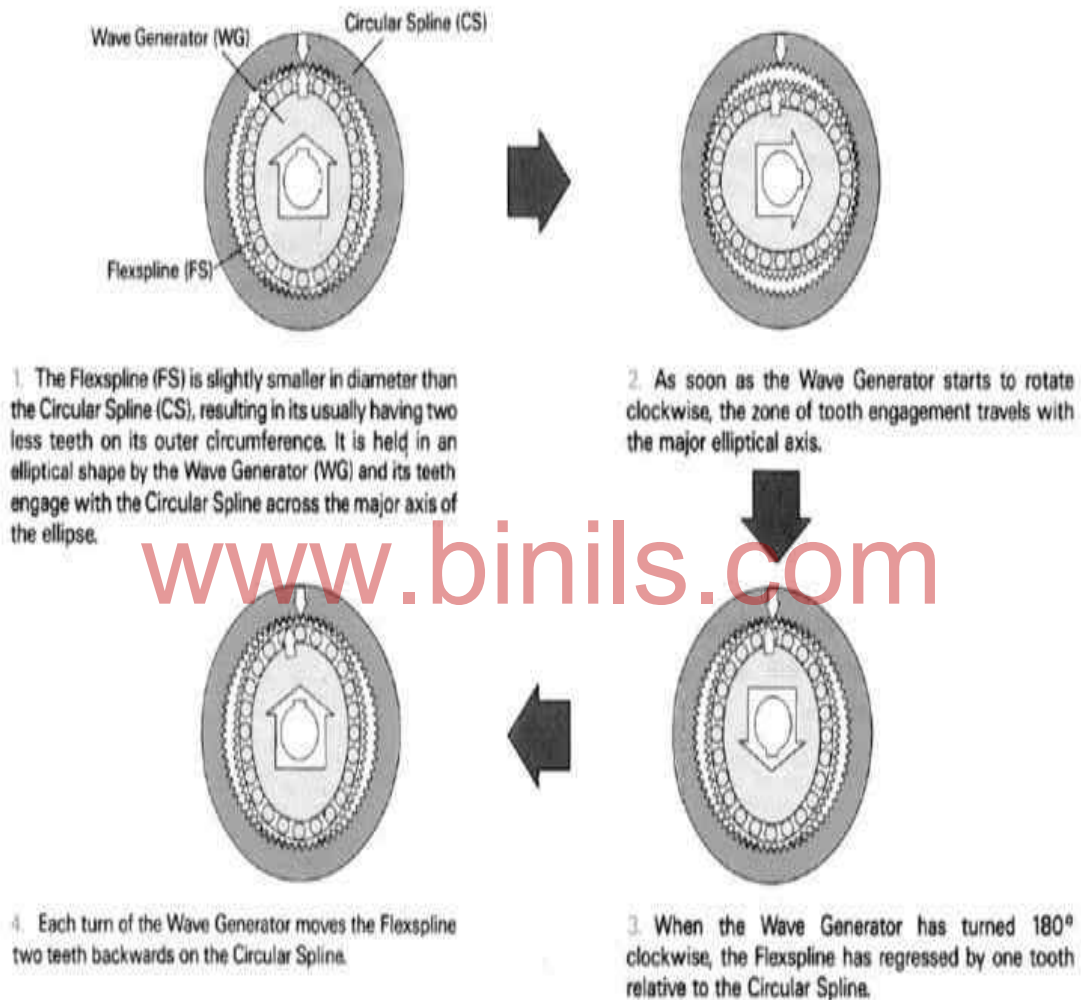 Wave Generator (WG)
Circular Spline (CS)
Flexspline (FS)
1. The Flexspline (FS) is slightly smaller in diameter than
the Circular Spline (CS), resulting in its usually having two
less teeth on its outer circumference. It is held in an
elliptical shape by the Wave Generator (WG) and its teeth
engage with the Circular Spline across the major axis of
the ellipse.
2. As soon as the Wave Generator starts to rotate
clockwise, the zone of tooth engagement travels with
the major elliptical axis.
www.binils.com
4. Each turn of the Wave Generator moves the Flexspline
two teeth backwards on the Circular Spline.
3. When the Wave Generator has turned 180°
clockwise, the Flexspline has regressed by one tooth
relative to the Circular Spline.